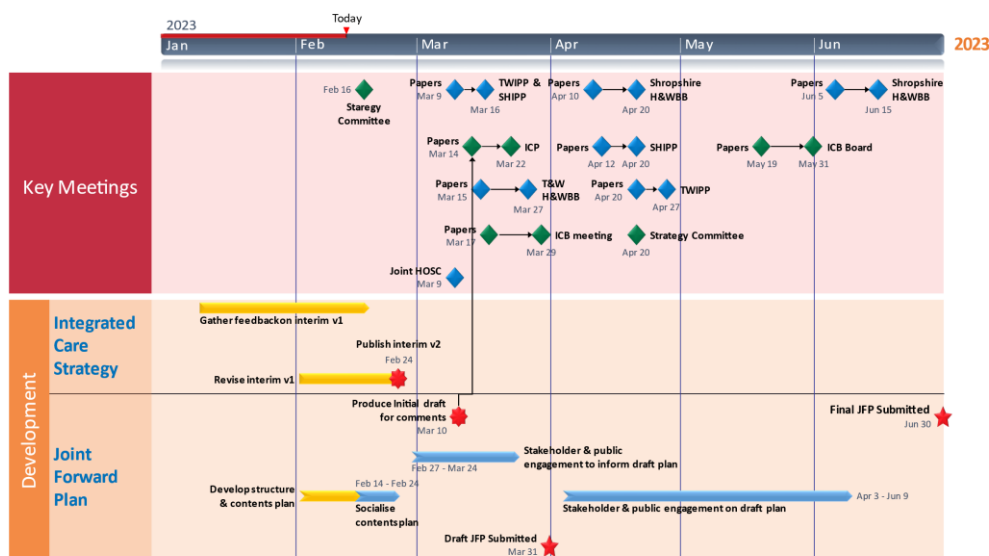 Today
2023
Jan
Feb
Mar
Apr
May
Jun
2023
Key Meetings
Feb 16
Staregy
Committee
Papers
Mar 9
TWIPP &
SHIPP
Mar 16
Papers
Apr 10
Shropshire
H&WBB
Apr 20
Papers
Jun 5
Shropshire
H&WBB
Jun 15
Papers
Mar 14
ICP
Mar 22
Papers
Apr 12
SHIPP
Apr 20
Papers
May 19
ICB Board
May 31
Papers
Mar 15
T&W
H&WBB
Mar 27
Papers
Apr 20
TWIPP
Apr 27
Papers
Mar 17
ICB meeting
Mar 29
Strategy Committee
Apr 20
Joint HOSC
Mar 9
Development
Integrated
Care
Strategy
Gather feedbackon interim v1
Publish interim v2
Feb 24
Revise interim v1
Joint
Forward
Plan
Produce Initial draft
for comments
Mar 10
Final JFP Submitted
Jun 30
Stakeholder & public
engagement to inform draft plan
Feb 27 - Mar 24
Develop structure
& contents plan
Feb 14 - Feb 24
Socialise
contentsplan
Apr 3 - Jun 9
Stakeholder & public engagement on draft plan
Draft JFP Submitted
Mar 31